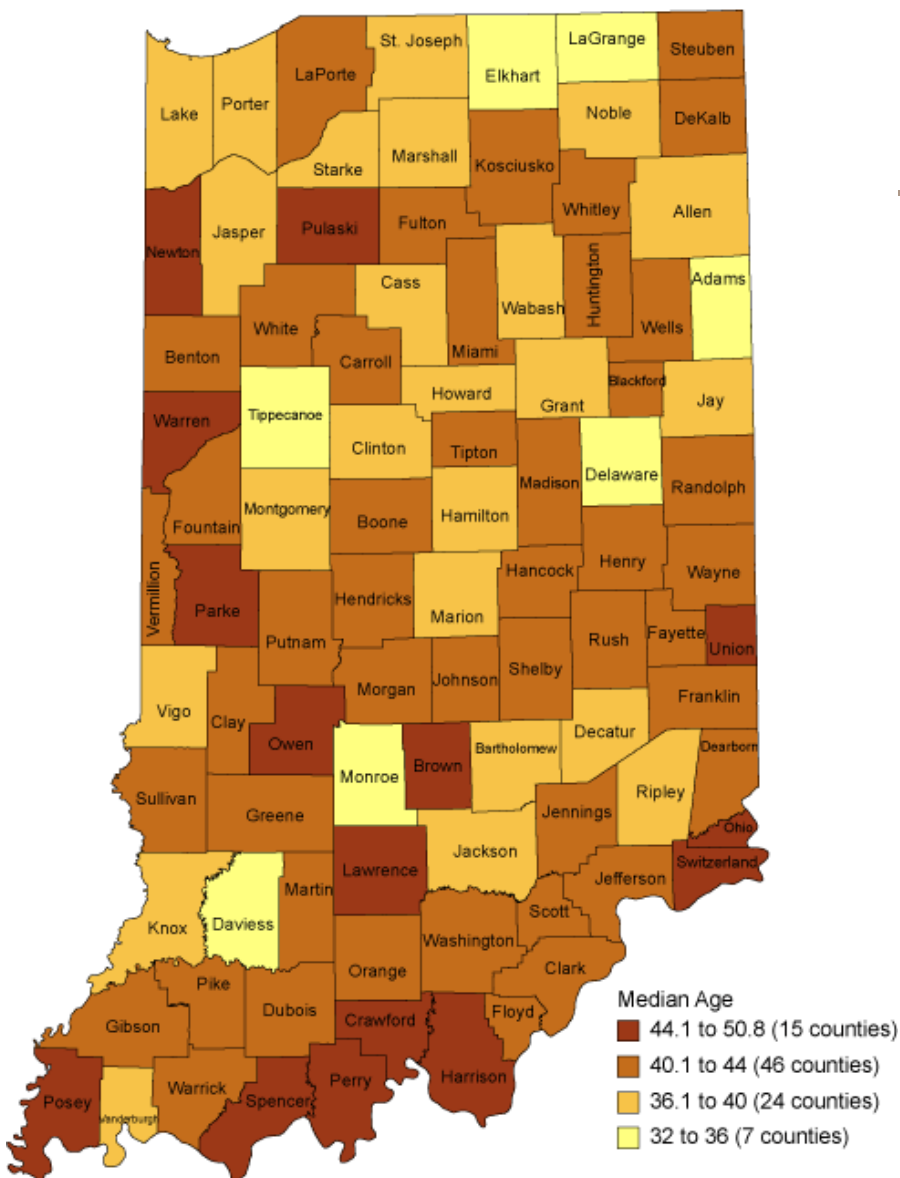 St. Joseph
LaGrange
Steuben
LaPorte
Elkhart
Porter
Lake
Noble
DeKalb
Marshall
Starke
Kosciusko
Whitley
Allen
Pulaski
Fulton
Jasper
Newton
Huntington
Adams
Cass
Wabash
White
Wells
Miami
Benton
Carroll
Blackford
Howard
Grant
Jay
Tippecanoe
Warren
Clinton
Tipton
Delaware
Madison
Randolph
Montgomery
Hamilton
Boone
Fountain
Henry
Hancock
Wayne
Vermillion
Hendricks
Parke
Marion
Putnam
Rush
Fayette
Union
Shelby
Johnson
Morgan
Franklin
Vigo
Clay
Decatur
Owen
Bartholomew
Dearborn
Brown
Monroe
Ripley
Sullivan
Jennings
Greene
Ohio
Jackson
Switzerland
Lawrence
Jefferson
Martin
Scott
Daviess
Knox
Washington
Clark
Orange
Pike
Dubois
Floyd
Gibson
Crawford
Harrison
Perry
Warrick
Spencer
Posey
Vanderburgh
Median Age
44.1 to 50.8 (15 counties)
40.1 to 44 (46 counties)
36.1 to 40 (24 counties)
32 to 36 (7 counties)